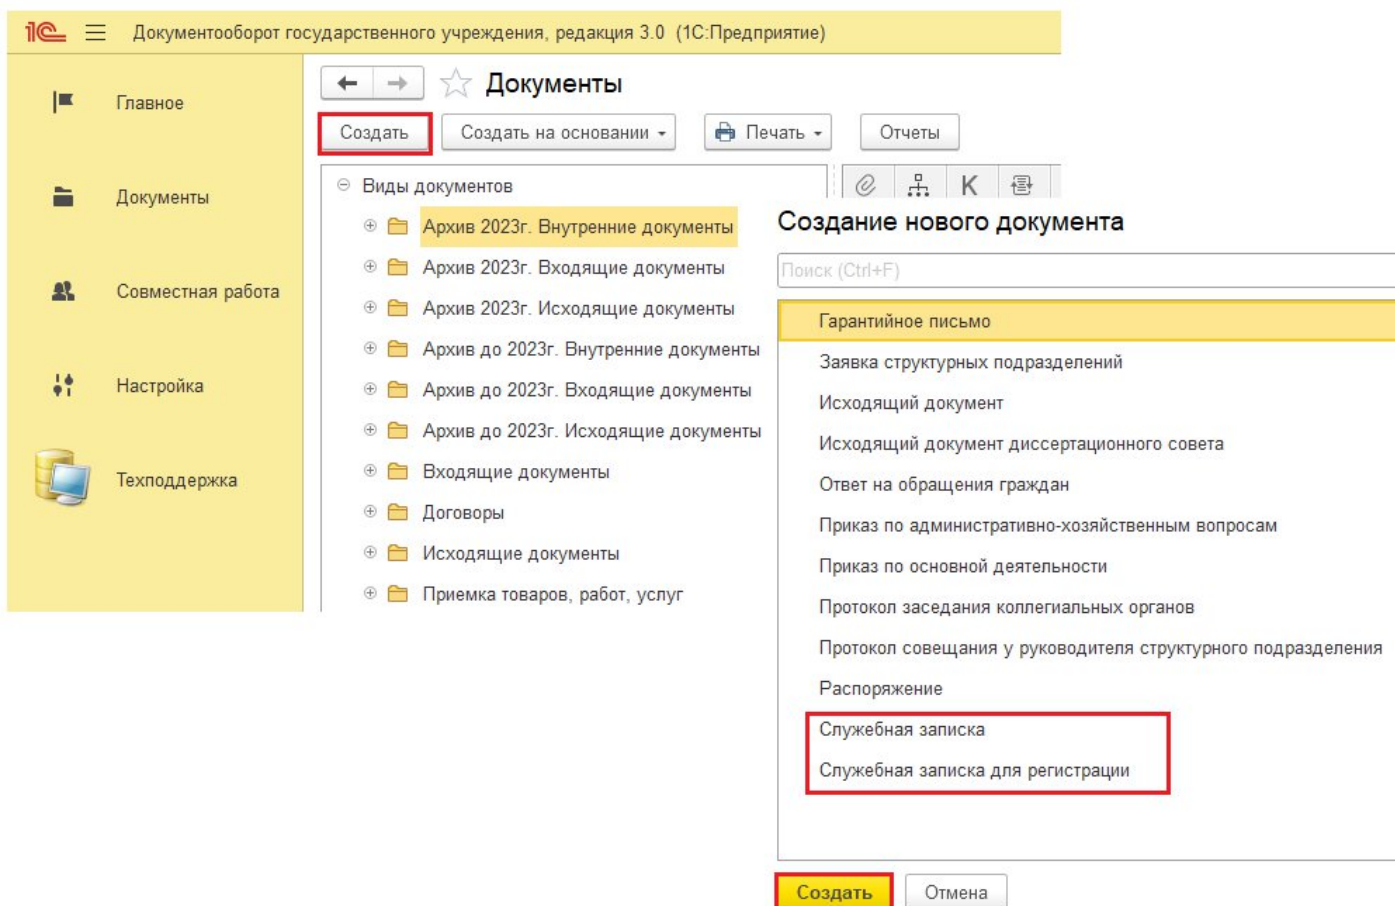 1С Документооборот государственного учреждения, редакция 3.0 (1С:Предприятие)
Главное
Документы
Совместная работа
Настройка
Техподдержка
Документы
Создать Создать на основании Печать Отчеты
Виды документов
Архив 2023г. Внутренние документы
Архив 2023г. Входящие документы
Архив 2023г. Исходящие документы
Архив до 2023г. Внутренние документы
Архив до 2023г. Входящие документы
Архив до 2023г. Исходящие документы
Входящие документы
Договоры
Исходящие документы
Приемка товаров, работ, услуг
К
Создание нового документа
Поиск (Ctrl+F)
Гарантийное письмо
Заявка структурных подразделений
Исходящий документ
Исходящий документ диссертационного совета
Ответ на обращения граждан
Приказ по административно-хозяйственным вопросам
Приказ по основной деятельности
Протокол заседания коллегиальных органов
Протокол совещания у руководителя структурного подразделения
Распоряжение
Служебная записка
Служебная записка для регистрации
Создать Отмена